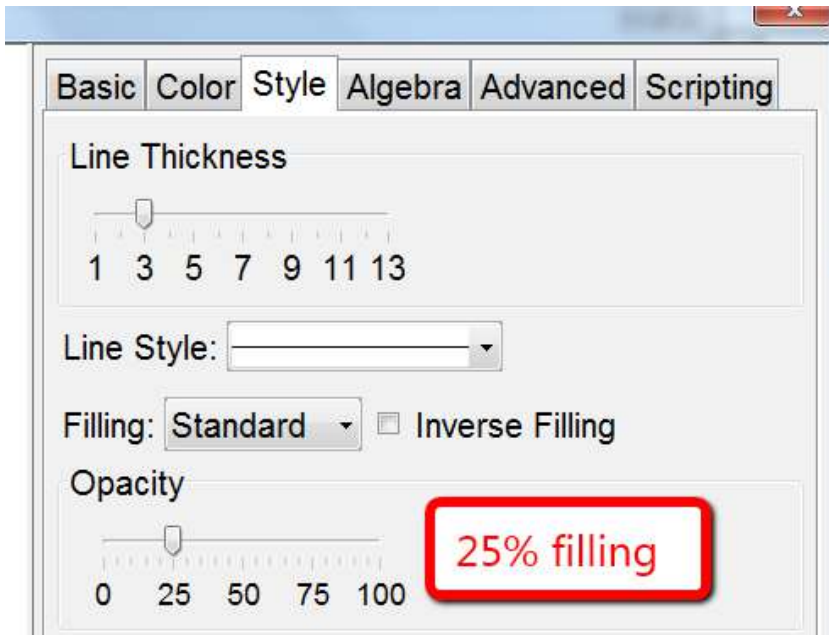 Basic Color Style Algebra Advanced Scripting
Line Thickness
1 3 5 7 9 11 13
Line Style:
Filling: Standard Inverse Filling
Opacity
25% filling
0 25 50 75 100